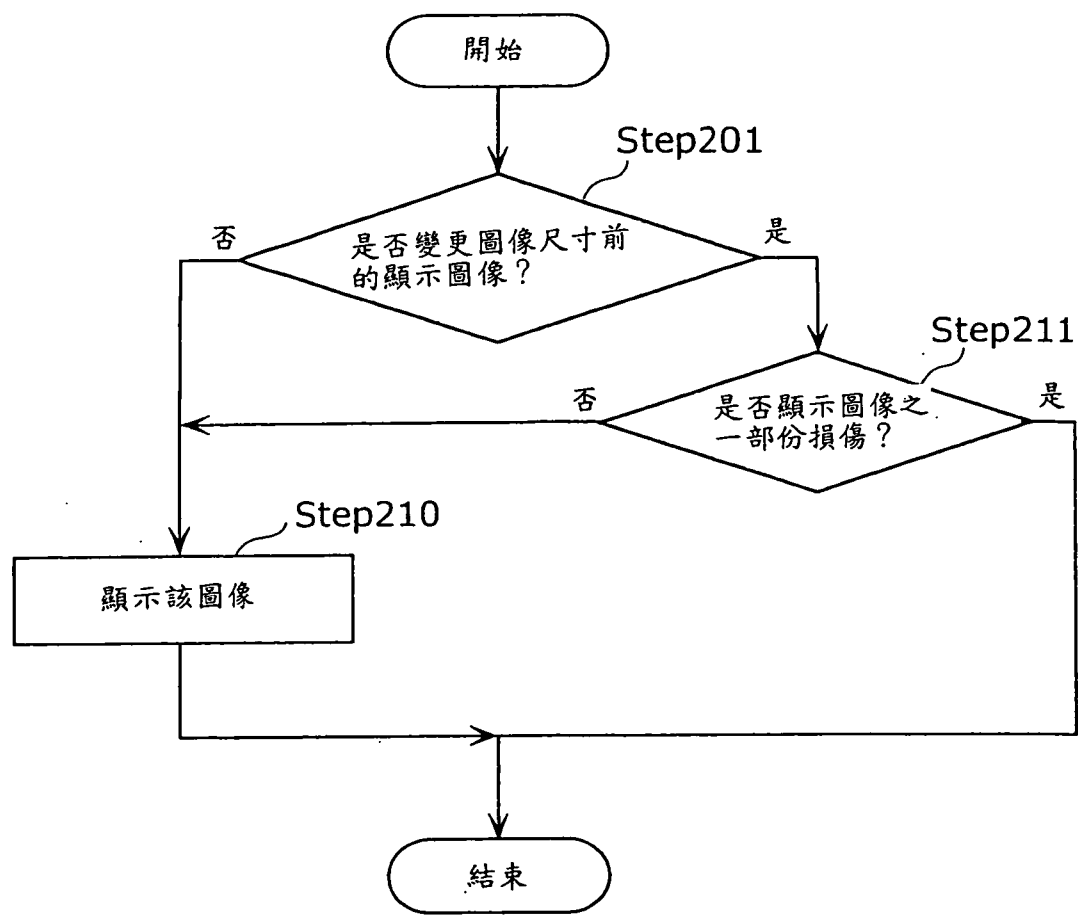 開始
Step201
否
是否變更圖像尺寸前
的顯示圖像？
是
Step211
否
是否顯示圖像之
一部份損傷？
是
Step210
顯示該圖像
結束